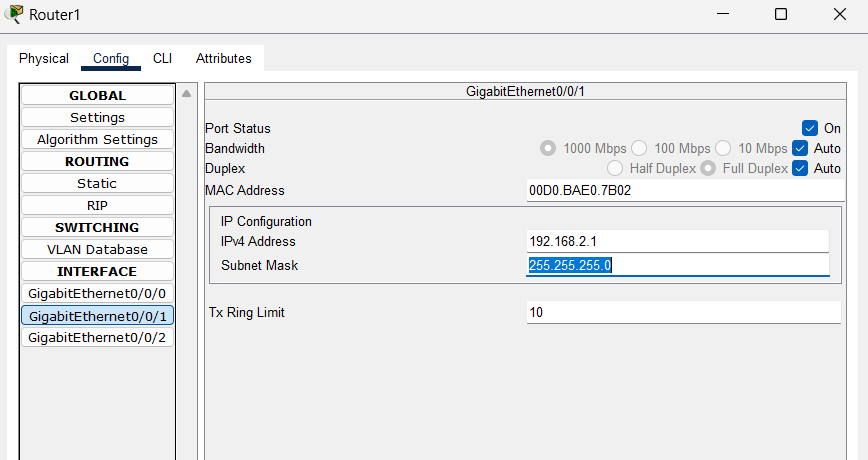 Router1
Physical Config CLI Attributes
GLOBAL
Settings
Algorithm Settings
ROUTING
Static
RIP
SWITCHING
VLAN Database
INTERFACE
GigabitEthernet0/0/0
GigabitEthernet0/0/1
GigabitEthernet0/0/2
GigabitEthernet0/0/1
Port Status On
Bandwidth 1000 Mbps 100 Mbps 10 Mbps Auto
Duplex Half Duplex Full Duplex Auto
MAC Address 00D0.BAE0.7B02
IP Configuration
IPv4 Address 192.168.2.1
Subnet Mask 255.255.255.0
Tx Ring Limit 10